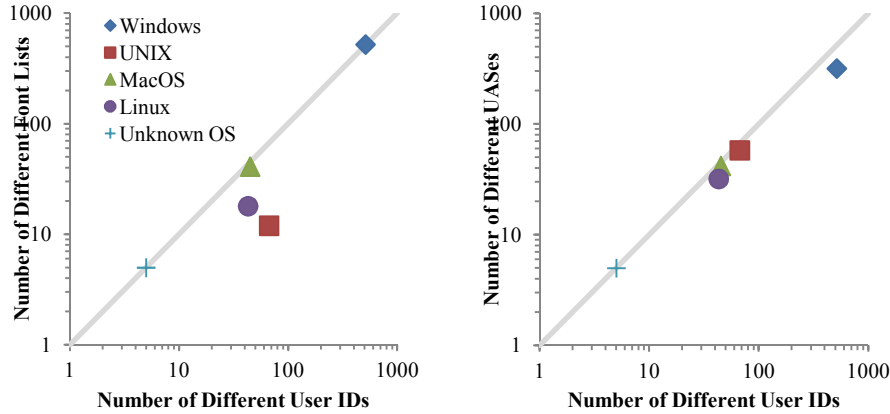 Number of Different Font Lists
1000
100
10
1
Windows
UNIX
MacOS
Linux
Unknown OS
1 10 100 1000
Number of Different User IDs
Number of Different UASes
1000
100
10
1
1 10 100 1000
Number of Different User IDs